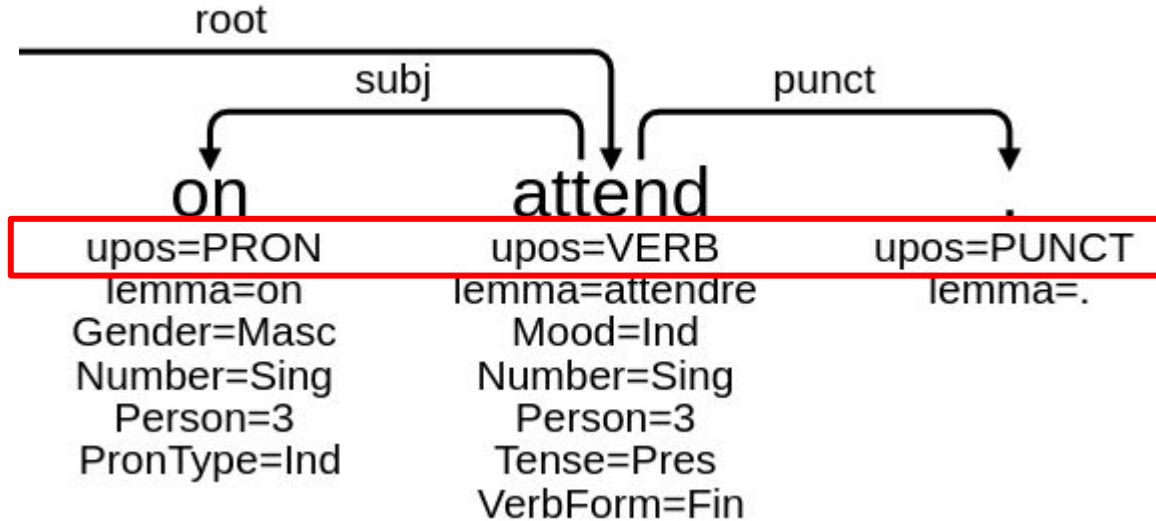 root
subj punct
on attend .
upos=PRON upos=VERB upos=PUNCT
lemma=on lemma=attendre lemma=.
Gender=Masc Mood=Ind
Number=Sing Number=Sing
Person=3 Person=3
PronType=Ind Tense=Pres
VerbForm=Fin